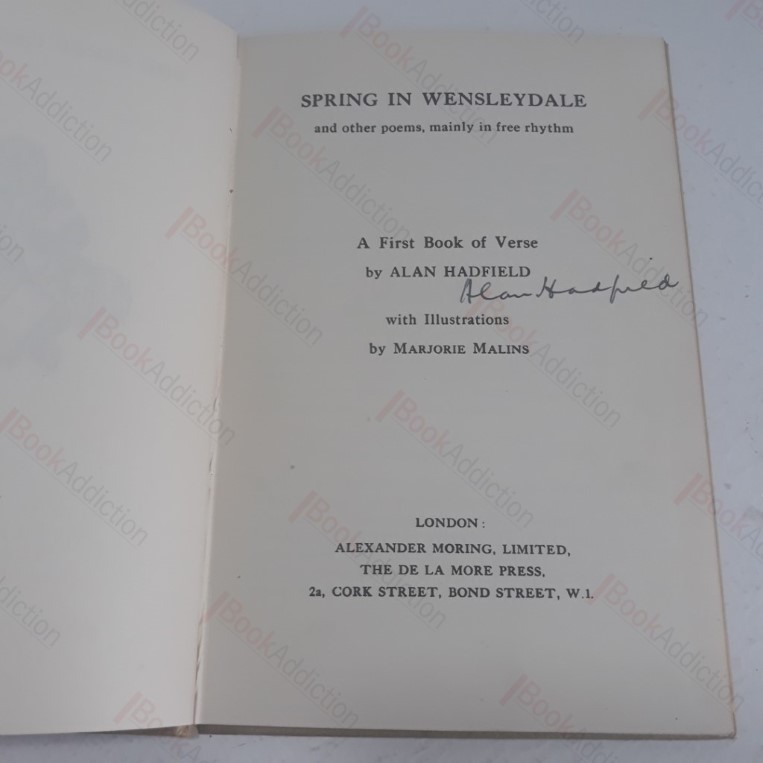 SPRING IN WENSLEYDALE
and other poems, mainly in free rhythm
A First Book of Verse
by ALAN HADFIELD
Alan Hadfield
with Illustrations
by MARJORIE MALINS
LONDON :
ALEXANDER MORING, LIMITED,
THE DE LA MORE PRESS,
2a, CORK STREET, BOND STREET, W.1.
BookAddiction